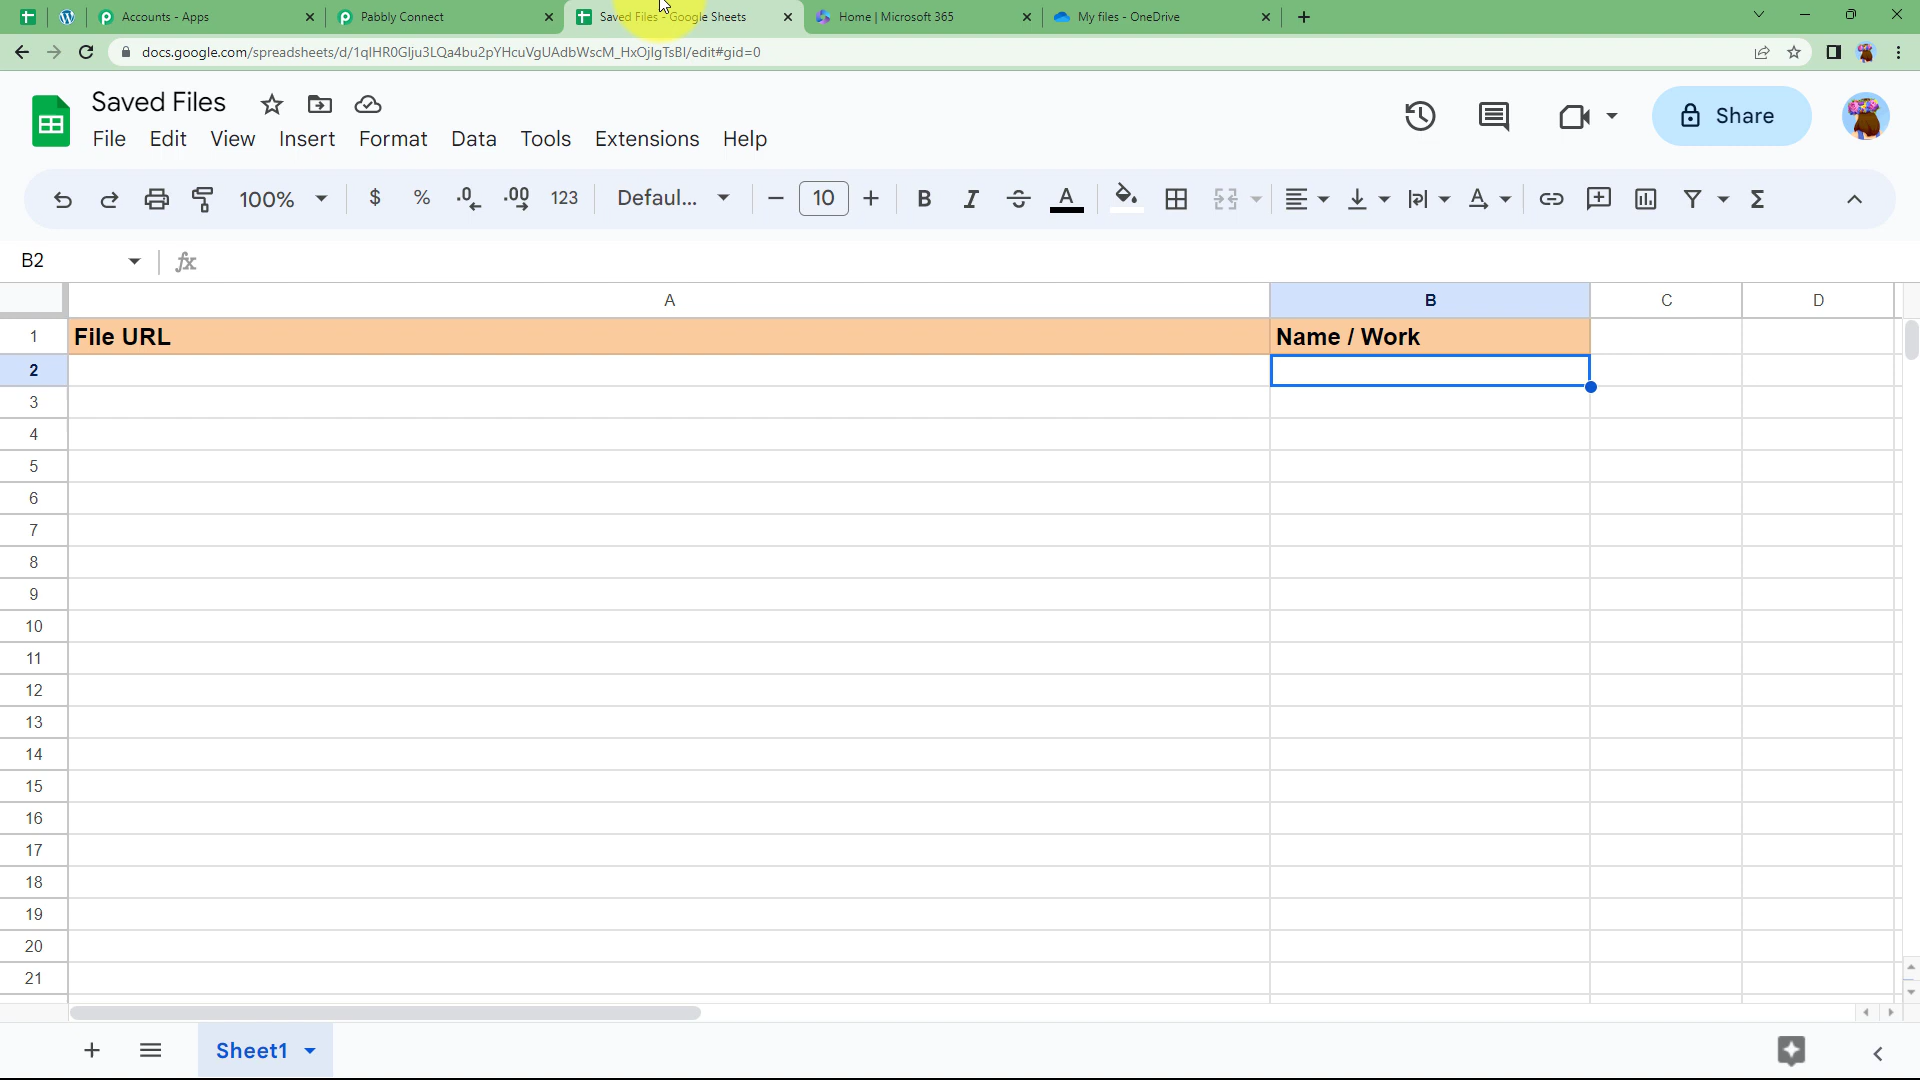 Accounts - Apps
Pabbly Connect
Saved Files - Google Sheets
Home | Microsoft 365
My files - OneDrive
docs.google.com/spreadsheets/d/1qlHR0Glju3LQa4bu2pYHcuVgUAdbWscM_HxOjlgTsBI/edit#gid=0
Saved Files
File Edit View Insert Format Data Tools Extensions Help
Share
100% $ % .0 .00 123 Defaul... 10 B I S A
B2 fx
A B C D
1 File URL Name / Work
2
3
4
5
6
7
8
9
10
11
12
13
14
15
16
17
18
19
20
21
Sheet1